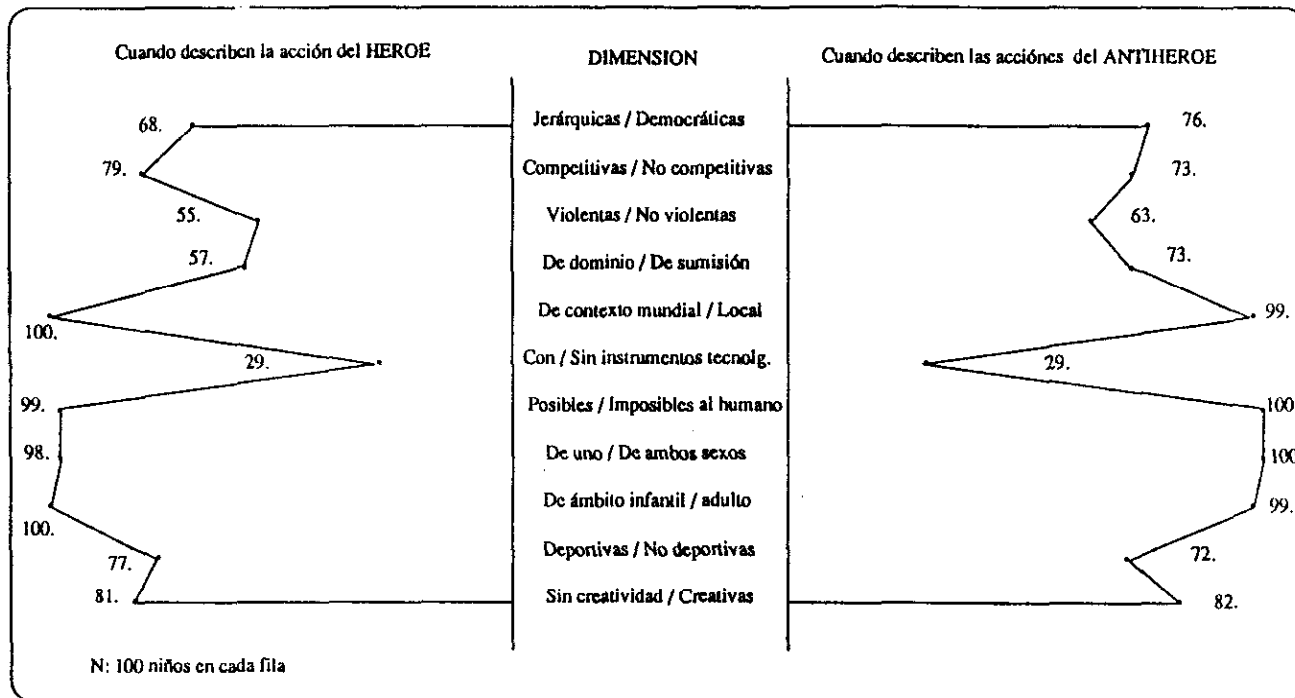 Cuando describen la acción del HEROE DIMENSION Cuando describen las acciónes del ANTIHEROE
68. Jerárquicas / Democráticas 76.
79. Competitivas / No competitivas 73.
55. Violentas / No violentas 63.
57. De dominio / De sumisión 73.
100. De contexto mundial / Local 99.
29. Con / Sin instrumentos tecnolg. 29.
99. Posibles / Imposibles al humano 100
98. De uno / De ambos sexos 100
100. De ámbito infantil / adulto 99.
77. Deportivas / No deportivas 72.
81. Sin creatividad / Creativas 82.
N: 100 niños en cada fila